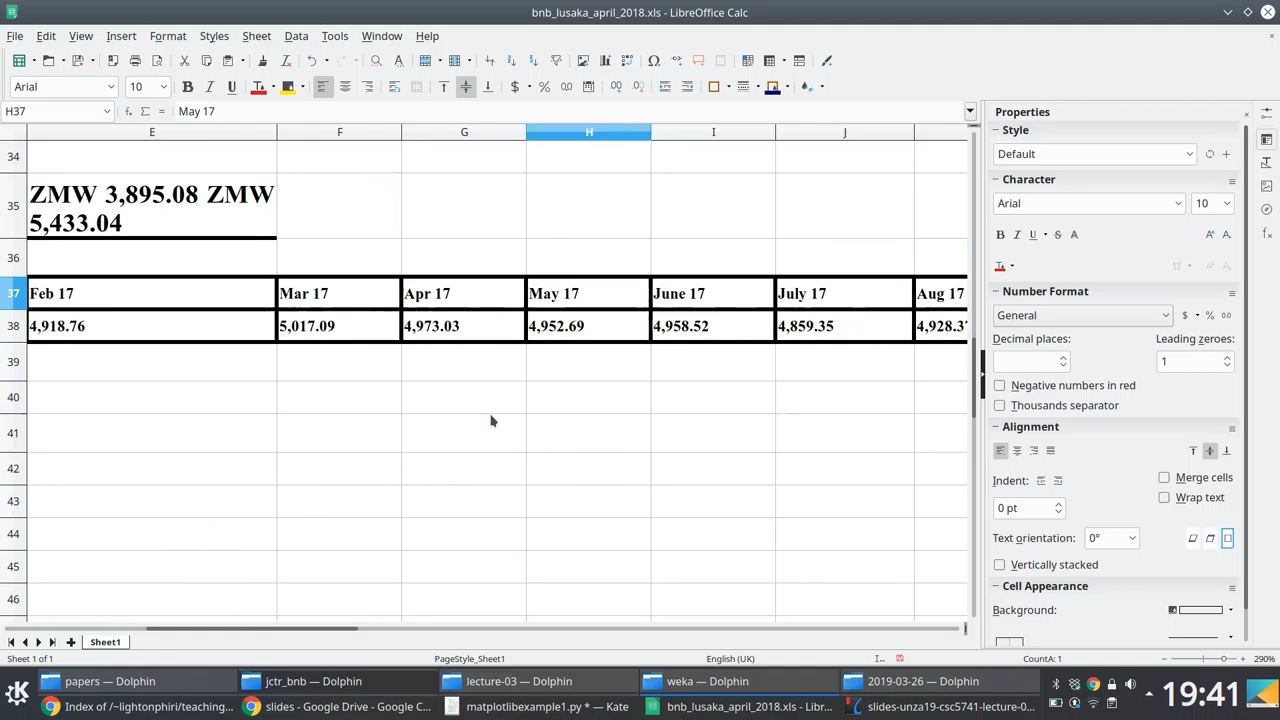 bnb_lusaka_april_2018.xls - LibreOffice Calc
File Edit View Insert Format Styles Sheet Data Tools Window Help
Arial 10
H37 May 17
E F G H I J
34
35 ZMW 3,895.08 ZMW
5,433.04
36
37 Feb 17 Mar 17 Apr 17 May 17 June 17 July 17 Aug 17
38 4,918.76 5,017.09 4,973.03 4,952.69 4,958.52 4,859.35 4,928.3
39
40
41
42
43
44
45
46
Properties
Style
Default
Character
Arial 10
Number Format
General
Decimal places: Leading zeroes:
1
Negative numbers in red
Thousands separator
Alignment
Indent: Merge cells
0 pt Wrap text
Text orientation: 0°
Vertically stacked
Cell Appearance
Background:
Sheet1
Sheet 1 of 1 PageStyle_Sheet1 English (UK) CountA: 1 290%
papers — Dolphin jctr_bnb — Dolphin lecture-03 — Dolphin weka — Dolphin 2019-03-26 — Dolphin
Index of /~lightonphiri/teaching... slides - Google Drive - Google C... matplotlibexample1.py * — Kate bnb_lusaka_april_2018.xls - Libr... slides-unza19-csc5741-lecture-0...
19:41